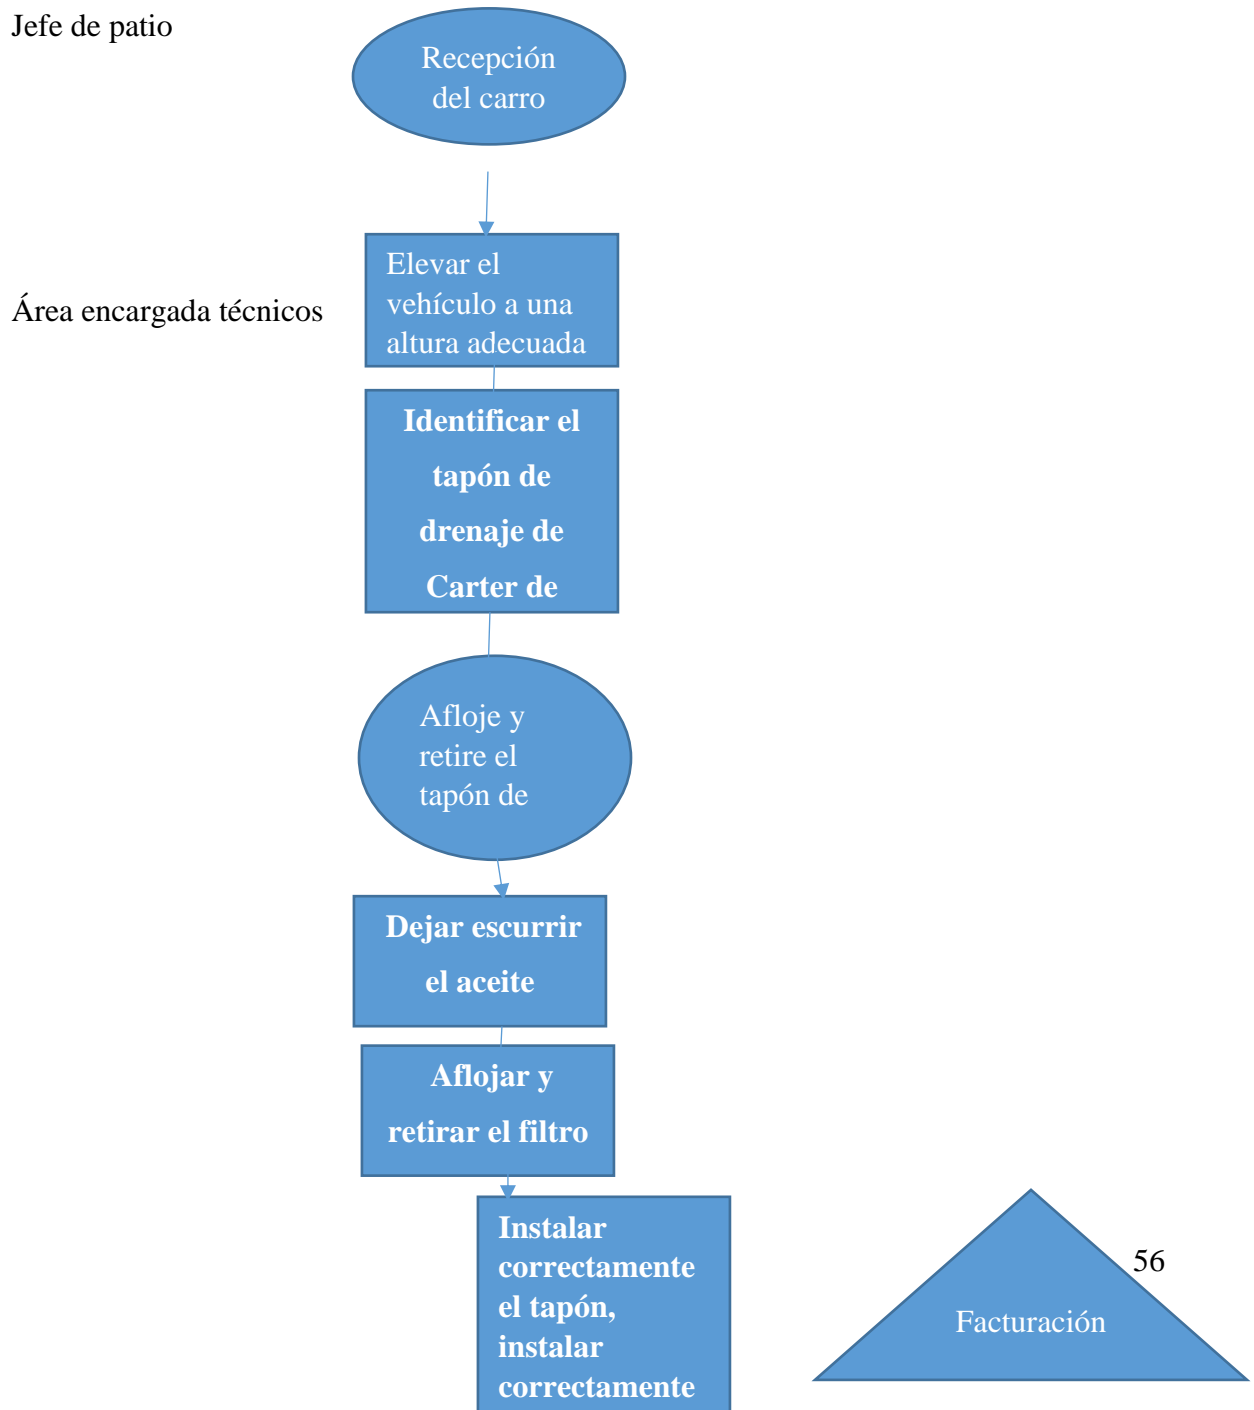 Jefe de patio
Recepción
del carro
Elevar el
vehículo a una
altura adecuada
Área encargada técnicos
Identificar el
tapón de
drenaje de
Carter de
Afloje y
retire el
tapón de
Dejar escurrir
el aceite
Aflojar y
retirar el filtro
Instalar
correctamente
el tapón,
instalar
correctamente
56
Facturación